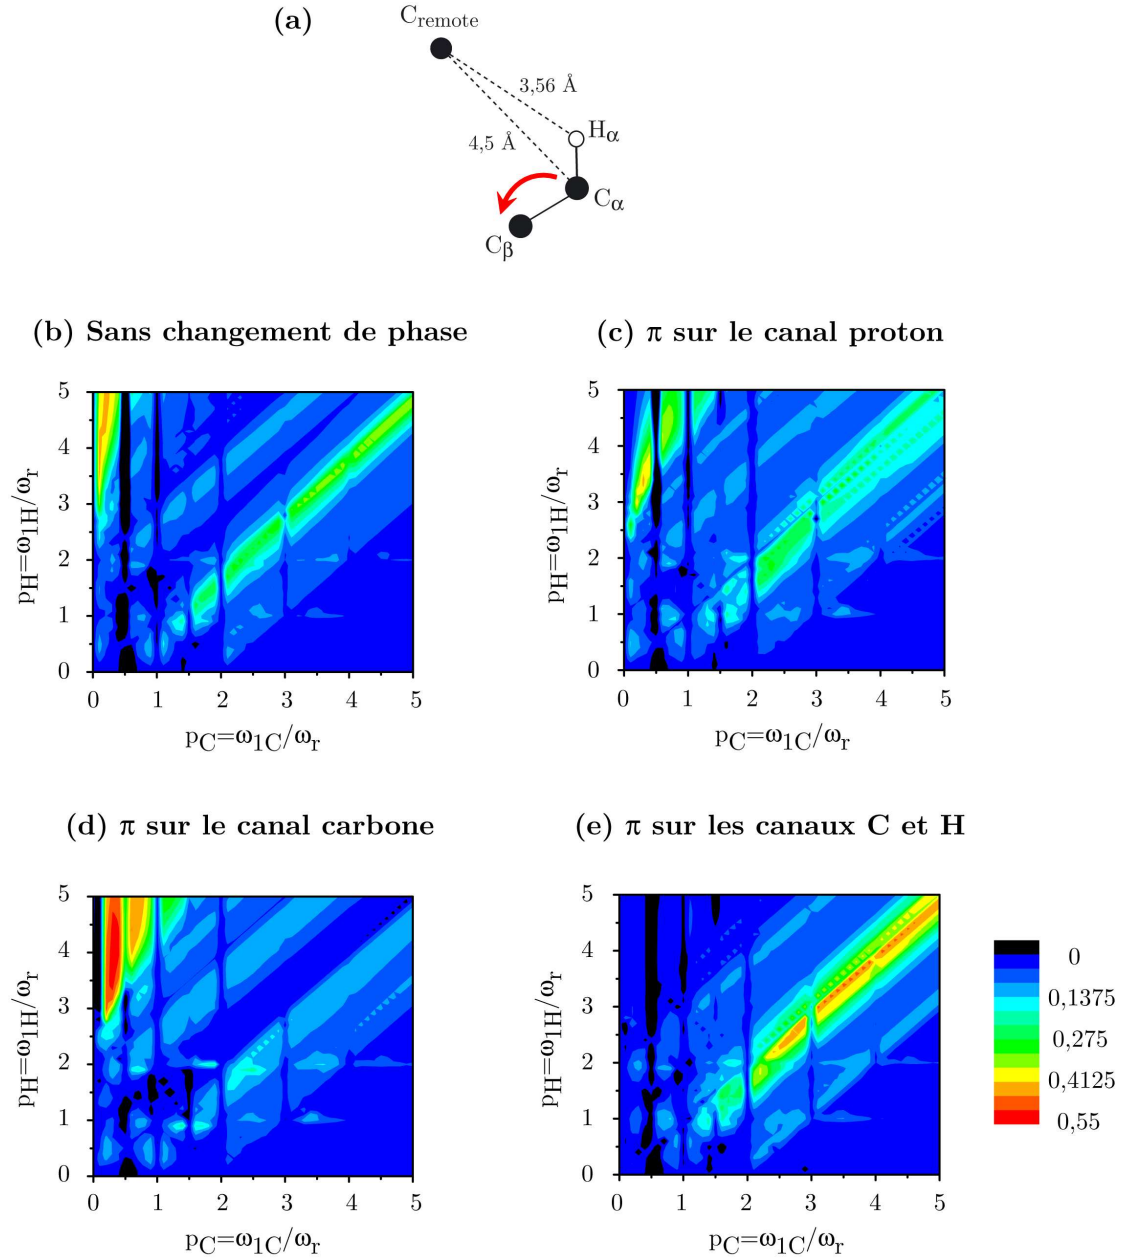 (a)
C_remote
3,56 Å
H_α
4,5 Å
C_α
C_β
(b) Sans changement de phase
(c) π sur le canal proton
p_H=ω_1H/ω_r
5
4
3
2
1
0
0 1 2 3 4 5
p_C=ω_1C/ω_r
p_H=ω_1H/ω_r
5
4
3
2
1
0
0 1 2 3 4 5
p_C=ω_1C/ω_r
(d) π sur le canal carbone
(e) π sur les canaux C et H
p_H=ω_1H/ω_r
5
4
3
2
1
0
0 1 2 3 4 5
p_C=ω_1C/ω_r
p_H=ω_1H/ω_r
5
4
3
2
1
0
0 1 2 3 4 5
p_C=ω_1C/ω_r
0
0,1375
0,275
0,4125
0,55